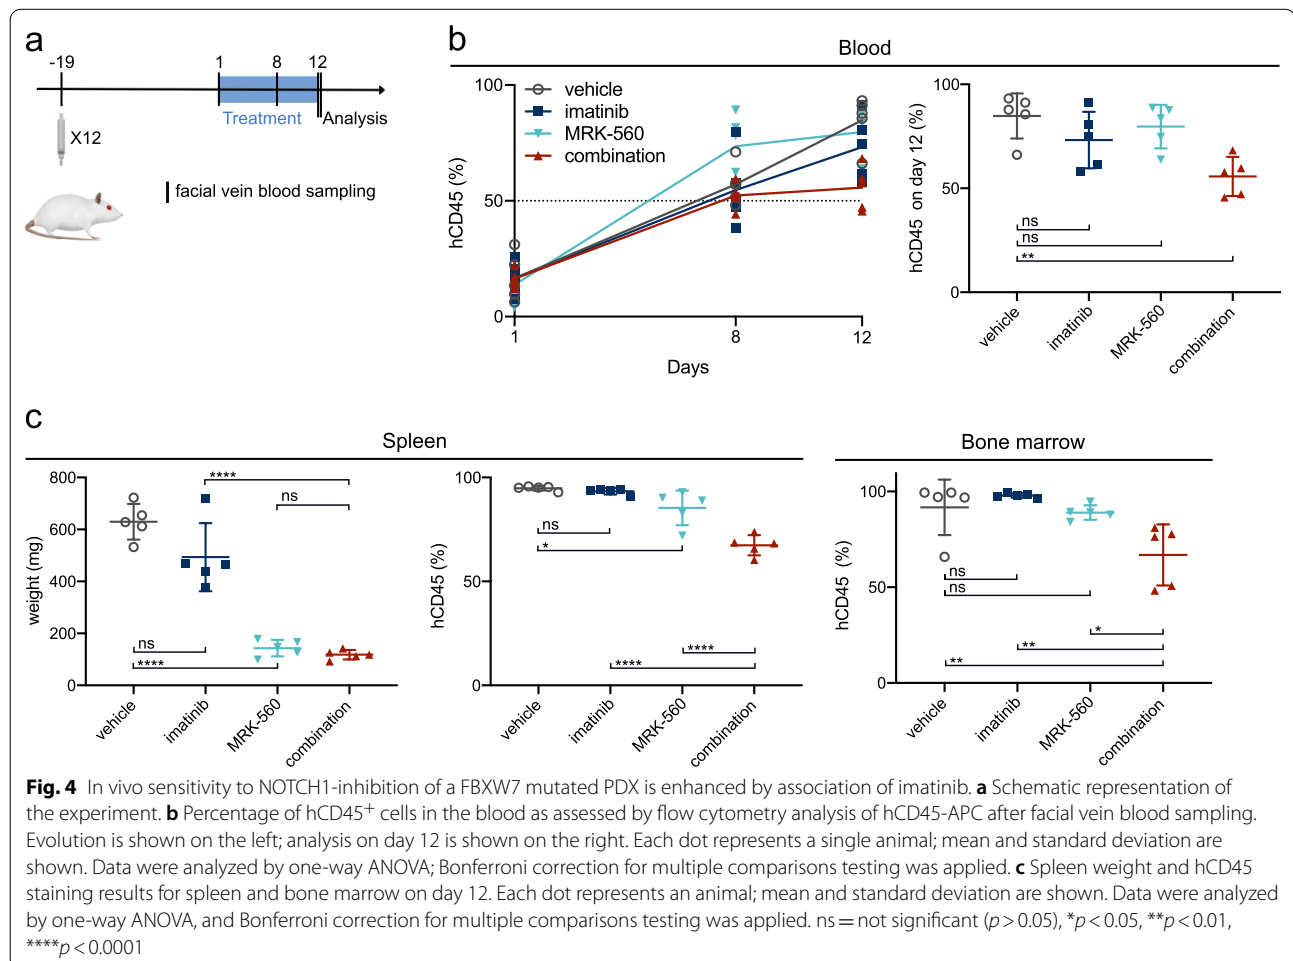 a
-19
1
8
12
X12
Treatment
Analysis
facial vein blood sampling
b
Blood
100
50
0
hCD45 (%)
vehicle
imatinib
MRK-560
combination
1
8
12
Days
100
50
0
hCD45 on day 12 (%)
ns
ns
**
vehicle
imatinib
MRK-560
combination
c
Spleen
800
600
400
200
0
weight (mg)
****
ns
ns
****
vehicle
imatinib
MRK-560
combination
100
50
0
hCD45 (%)
ns
*
****
****
vehicle
imatinib
MRK-560
combination
Bone marrow
100
50
0
hCD45 (%)
ns
ns
*
**
**
vehicle
imatinib
MRK-560
combination
Fig. 4 In vivo sensitivity to NOTCH1-inhibition of a FBXW7 mutated PDX is enhanced by association of imatinib. a Schematic representation of
the experiment. b Percentage of hCD45+ cells in the blood as assessed by flow cytometry analysis of hCD45-APC after facial vein blood sampling.
Evolution is shown on the left; analysis on day 12 is shown on the right. Each dot represents a single animal; mean and standard deviation are
shown. Data were analyzed by one-way ANOVA; Bonferroni correction for multiple comparisons testing was applied. c Spleen weight and hCD45
staining results for spleen and bone marrow on day 12. Each dot represents an animal; mean and standard deviation are shown. Data were analyzed
by one-way ANOVA, and Bonferroni correction for multiple comparisons testing was applied. ns = not significant (p > 0.05), *p < 0.05, **p < 0.01,
****p < 0.0001